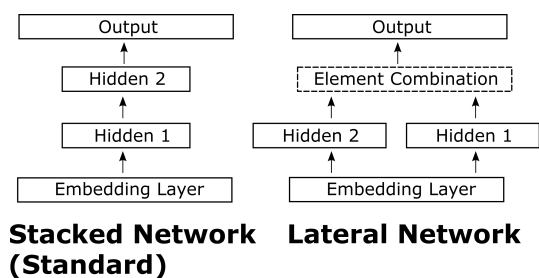 Output
Hidden 2
Hidden 1
Embedding Layer
Stacked Network
(Standard)
Output
Element Combination
Hidden 2 Hidden 1
Embedding Layer
Lateral Network